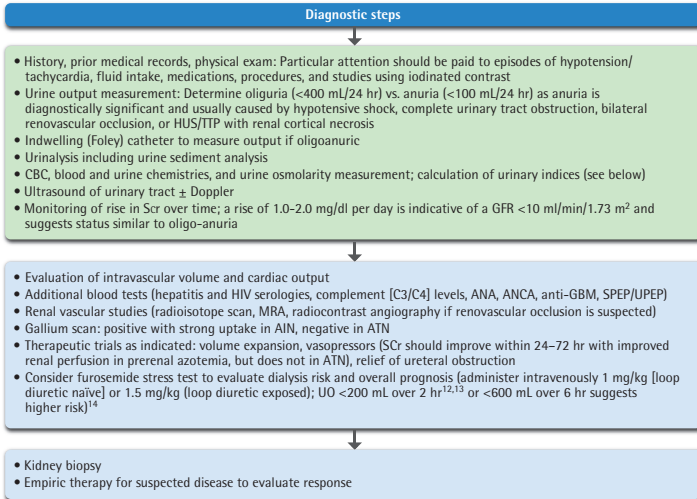 Diagnostic steps
• History, prior medical records, physical exam: Particular attention should be paid to episodes of hypotension/
tachycardia, fluid intake, medications, procedures, and studies using iodinated contrast
• Urine output measurement: Determine oliguria (<400 mL/24 hr) vs. anuria (<100 mL/24 hr) as anuria is
diagnostically significant and usually caused by hypotensive shock, complete urinary tract obstruction, bilateral
renovascular occlusion, or HUS/TTP with renal cortical necrosis
• Indwelling (Foley) catheter to measure output if oligoanuric
• Urinalysis including urine sediment analysis
• CBC, blood and urine chemistries, and urine osmolarity measurement; calculation of urinary indices (see below)
• Ultrasound of urinary tract ± Doppler
• Monitoring of rise in Scr over time; a rise of 1.0-2.0 mg/dl per day is indicative of a GFR <10 ml/min/1.73 m² and
suggests status similar to oligo-anuria
• Evaluation of intravascular volume and cardiac output
• Additional blood tests (hepatitis and HIV serologies, complement [C3/C4] levels, ANA, ANCA, anti-GBM, SPEP/UPEP)
• Renal vascular studies (radioisotope scan, MRA, radiocontrast angiography if renovascular occlusion is suspected)
• Gallium scan: positive with strong uptake in AIN, negative in ATN
• Therapeutic trials as indicated: volume expansion, vasopressors (SCr should improve within 24–72 hr with improved
renal perfusion in prerenal azotemia, but does not in ATN), relief of ureteral obstruction
• Consider furosemide stress test to evaluate dialysis risk and overall prognosis (administer intravenously 1 mg/kg [loop
diuretic naïve] or 1.5 mg/kg (loop diuretic exposed); UO <200 mL over 2 hr¹²,¹³ or <600 mL over 6 hr suggests
higher risk)¹⁴
• Kidney biopsy
• Empiric therapy for suspected disease to evaluate response